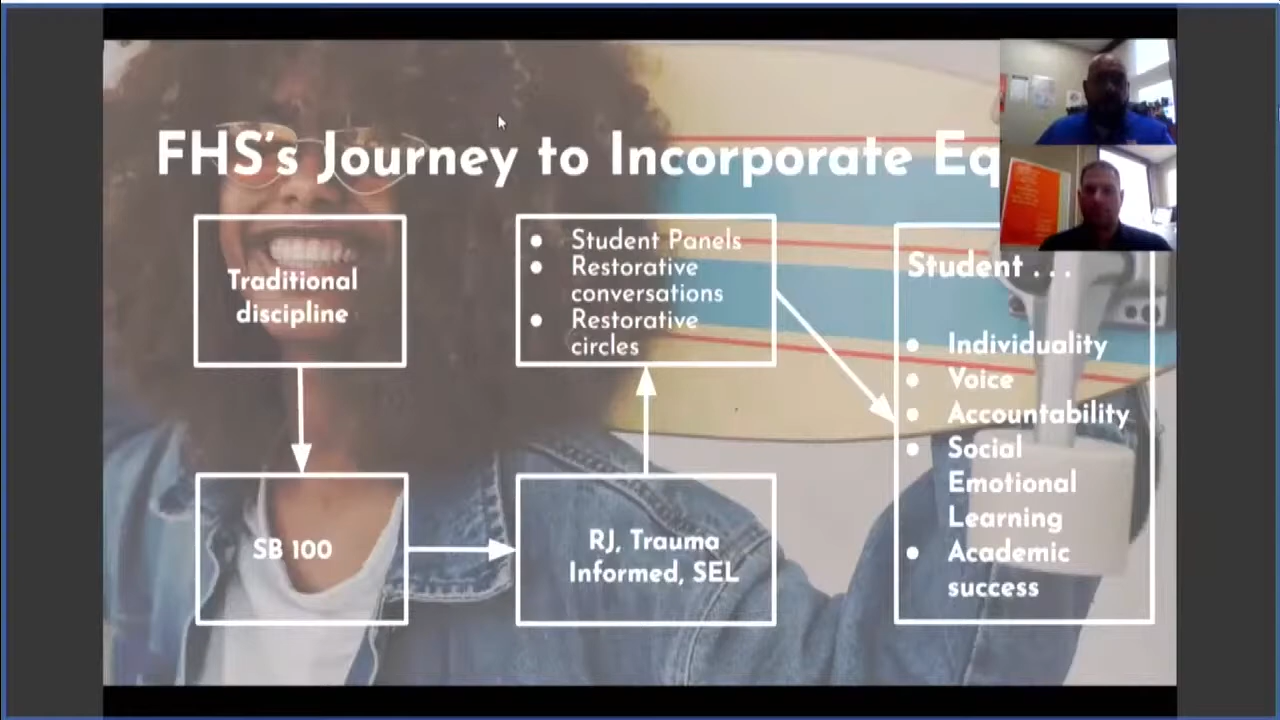 FHS's Journey to Incorporate
Traditional
discipline
SB 100
RJ, Trauma
Informed, SEL
● Student Panels
● Restorative
conversations
● Restorative
circles
Student . . .
● Individuality
● Voice
● Accountability
● Social
Emotional
Learning
● Academic
success